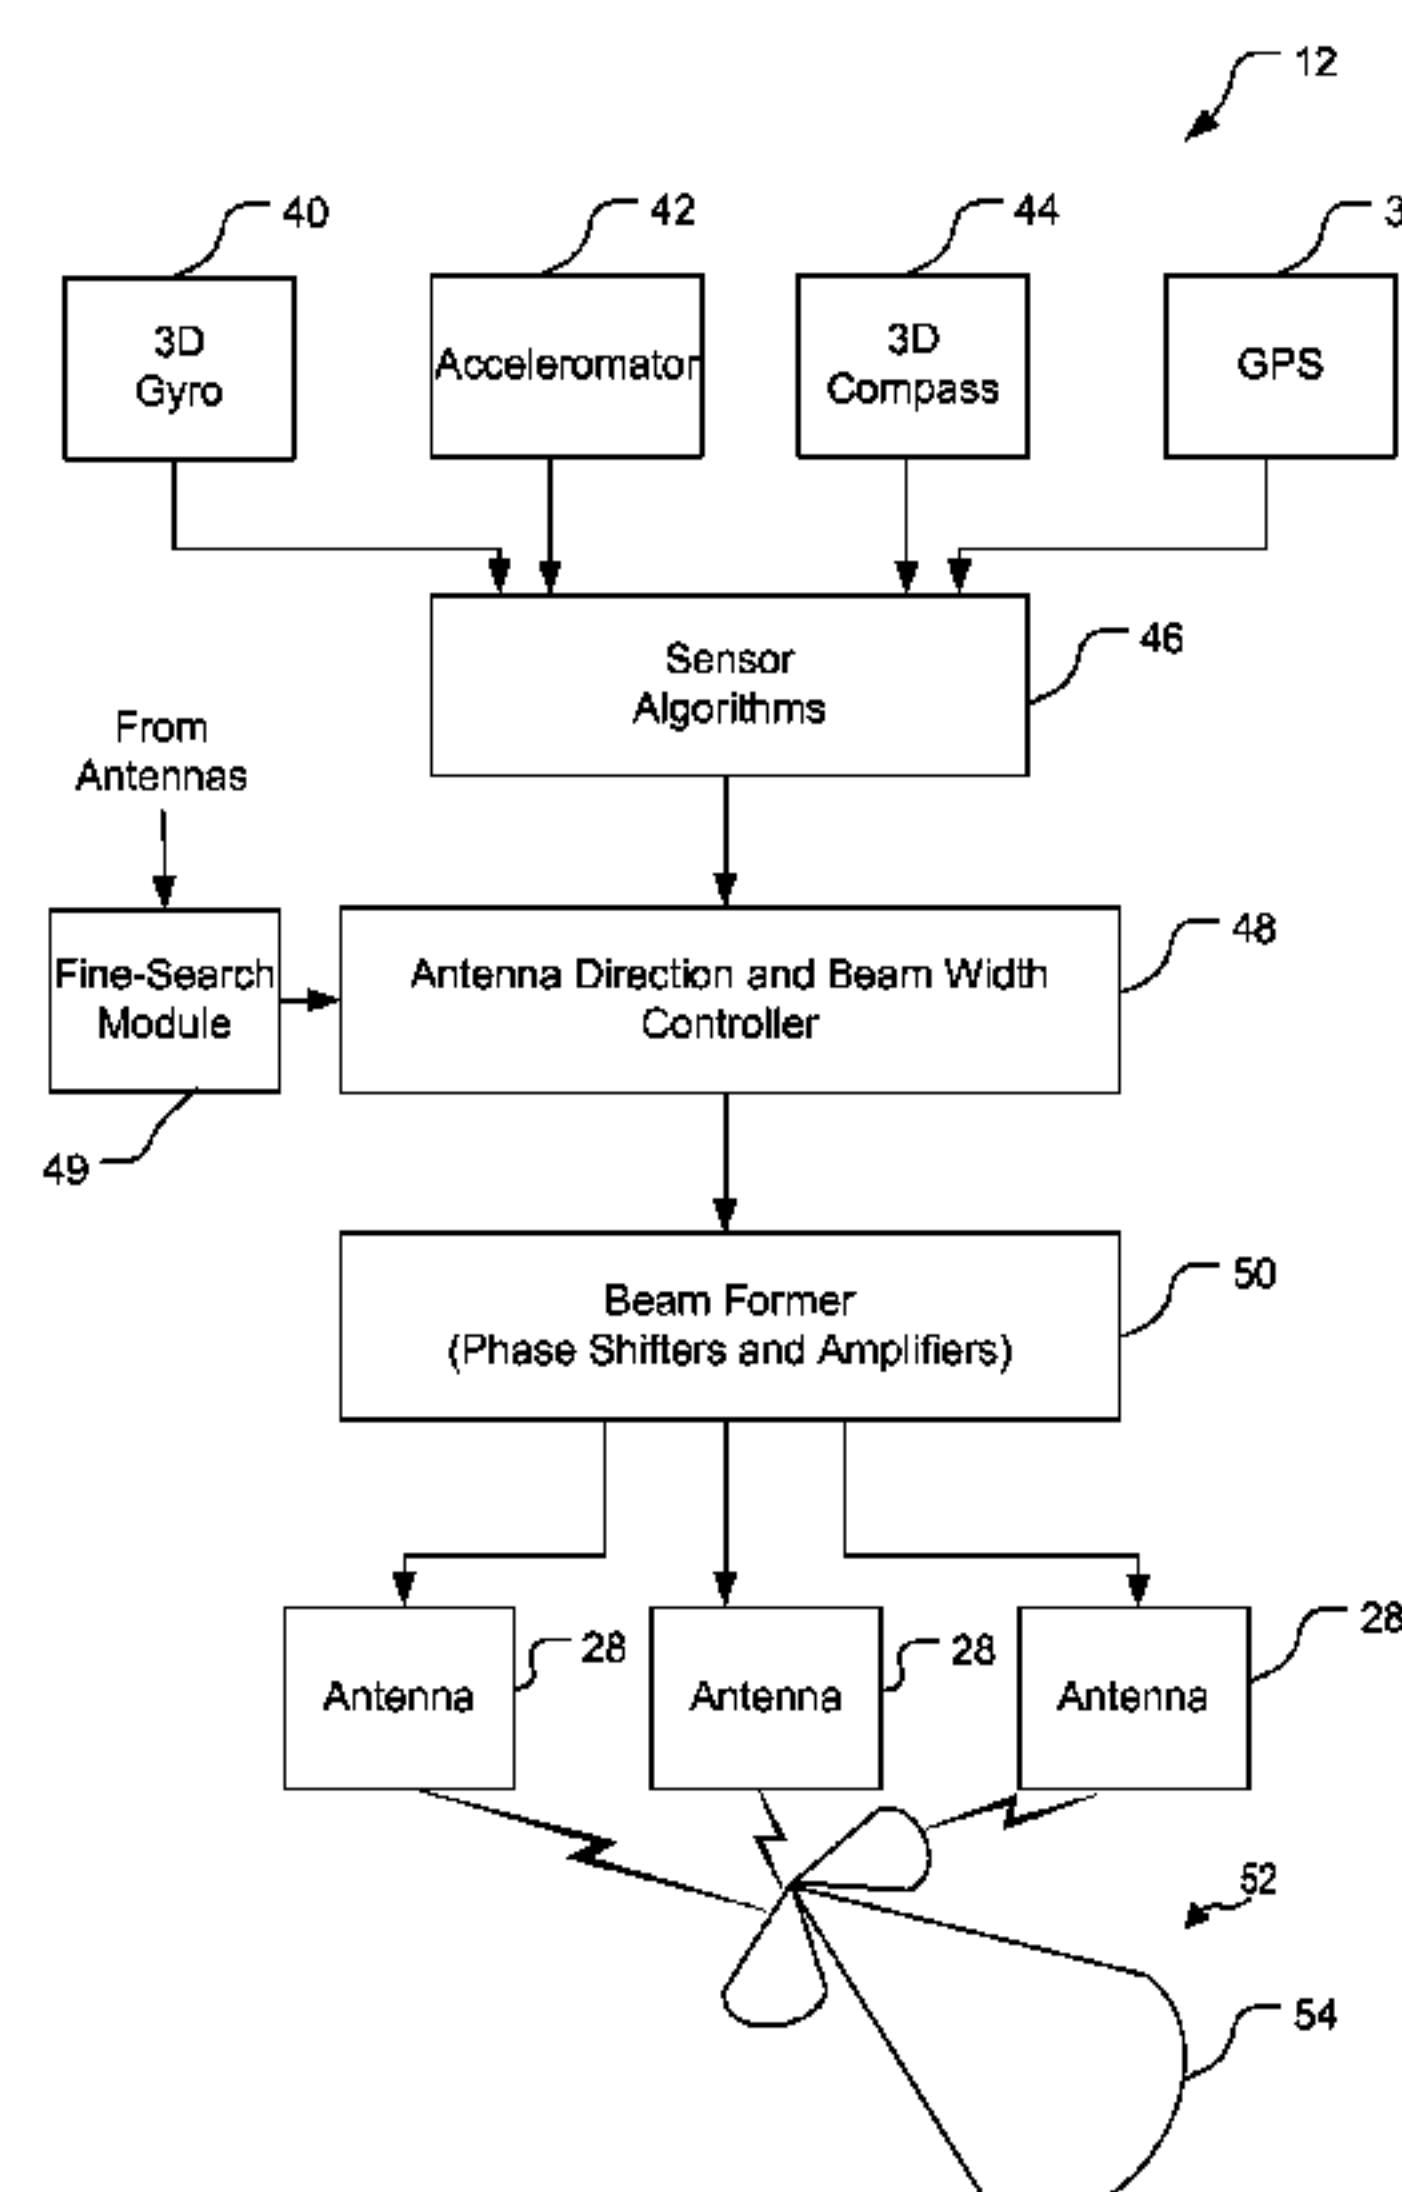 12
40
42
44
3
3D
Gyro
Acceleromator
3D
Compass
GPS
Sensor
Algorithms
46
From
Antennas
Fine-Search
Module
49
Antenna Direction and Beam Width
Controller
48
Beam Former
(Phase Shifters and Amplifiers)
50
Antenna
28
Antenna
28
Antenna
28
52
54